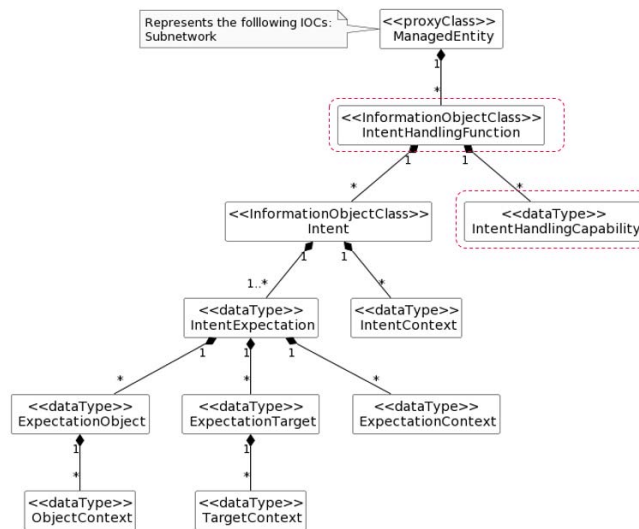 Represents the folllowing IOCs:
Subnetwork
<<proxyClass>>
ManagedEntity
1
*
<<InformationObjectClass>>
IntentHandlingFunction
1
1
*
*
<<InformationObjectClass>>
Intent
<<dataType>>
IntentHandlingCapability
1
1
1..*
*
<<dataType>>
IntentExpectation
<<dataType>>
IntentContext
1
1
1
*
*
*
<<dataType>>
ExpectationObject
<<dataType>>
ExpectationTarget
<<dataType>>
ExpectationContext
1
1
*
*
<<dataType>>
ObjectContext
<<dataType>>
TargetContext